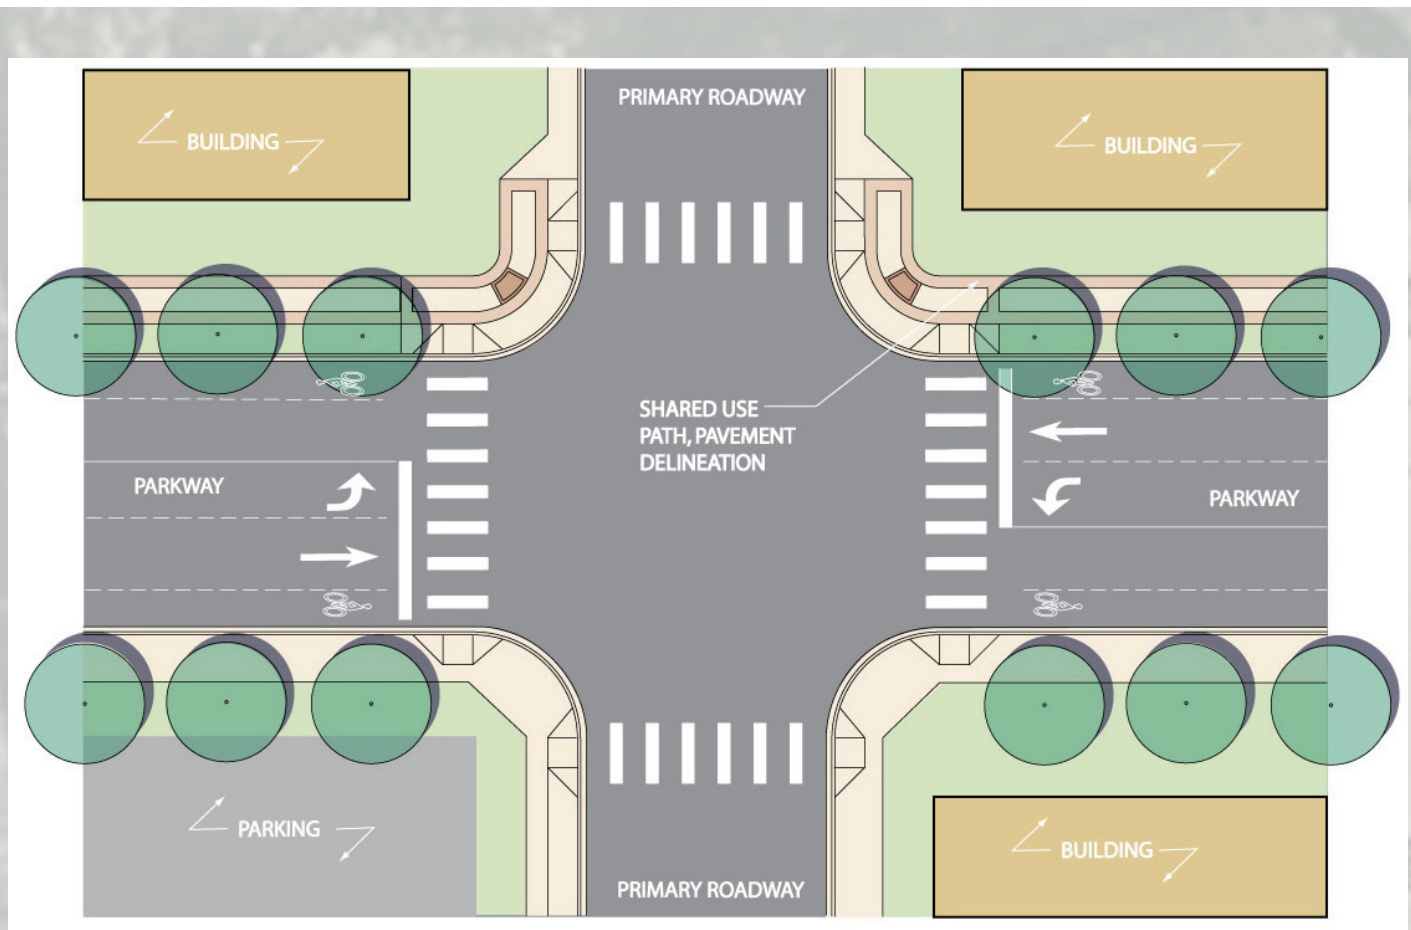 PRIMARY ROADWAY
BUILDING
BUILDING
SHARED USE
PATH, PAVEMENT
DELINEATION
PARKWAY
PARKWAY
PARKING
BUILDING
PRIMARY ROADWAY